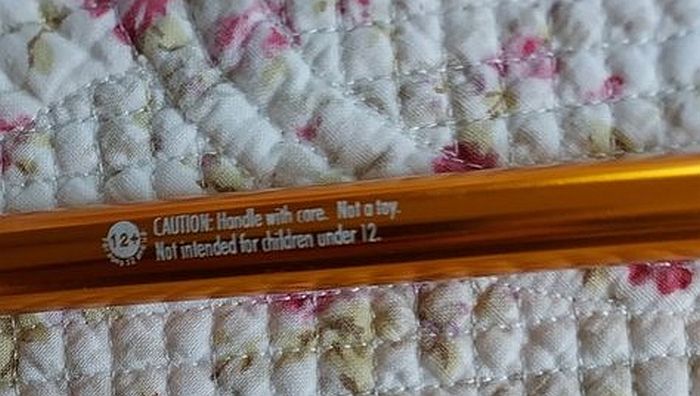 12+
CAUTION: Handle with care. Not a toy.
Not intended for children under 12.